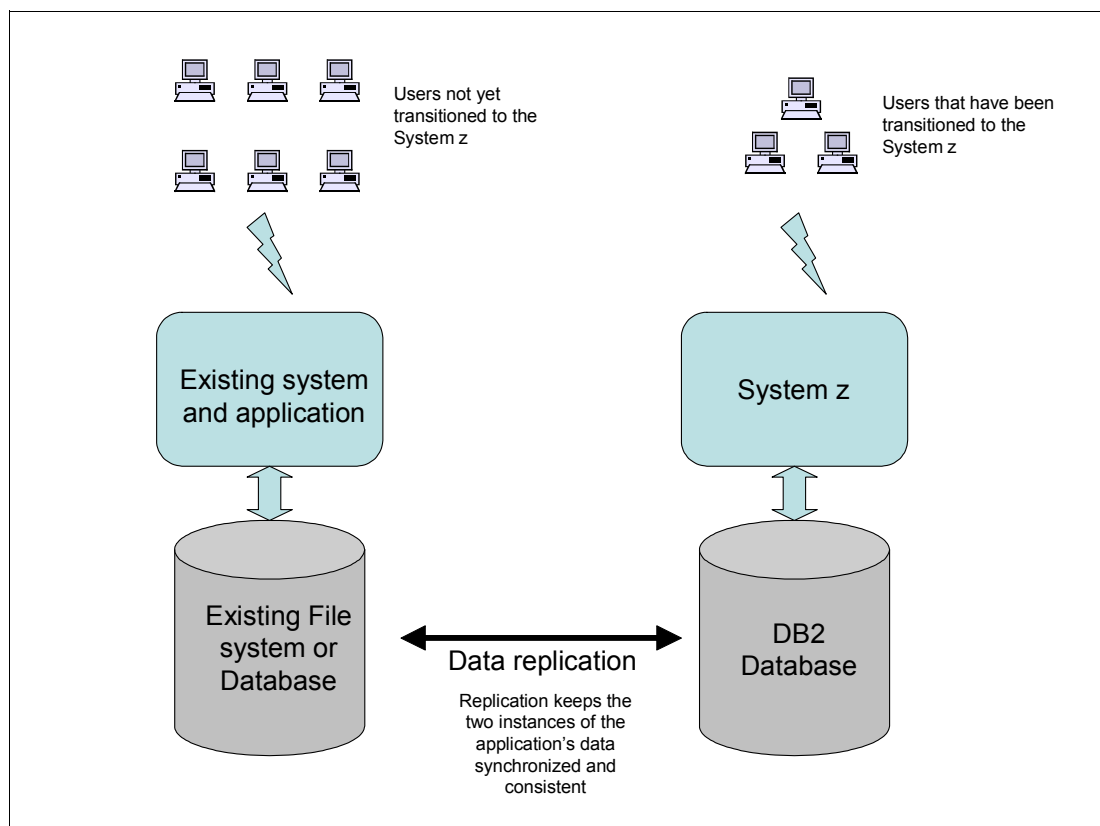 Users not yet
transitioned to the
System z
Users that have been
transitioned to the
System z
Existing system
and application
System z
Existing File
system or
Database
DB2
Database
Data replication
Replication keeps the
two instances of the
application's data
synchronized and
consistent